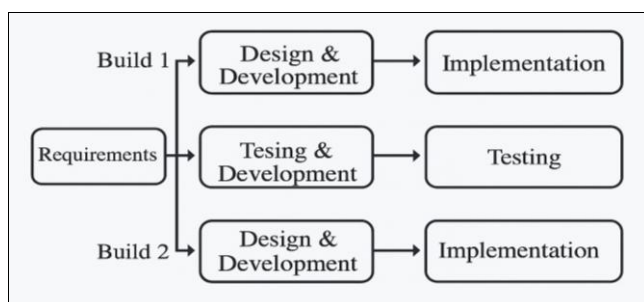 Build 1
Design &
Development
Implementation
Requirements
Tesing &
Development
Testing
Build 2
Design &
Development
Implementation